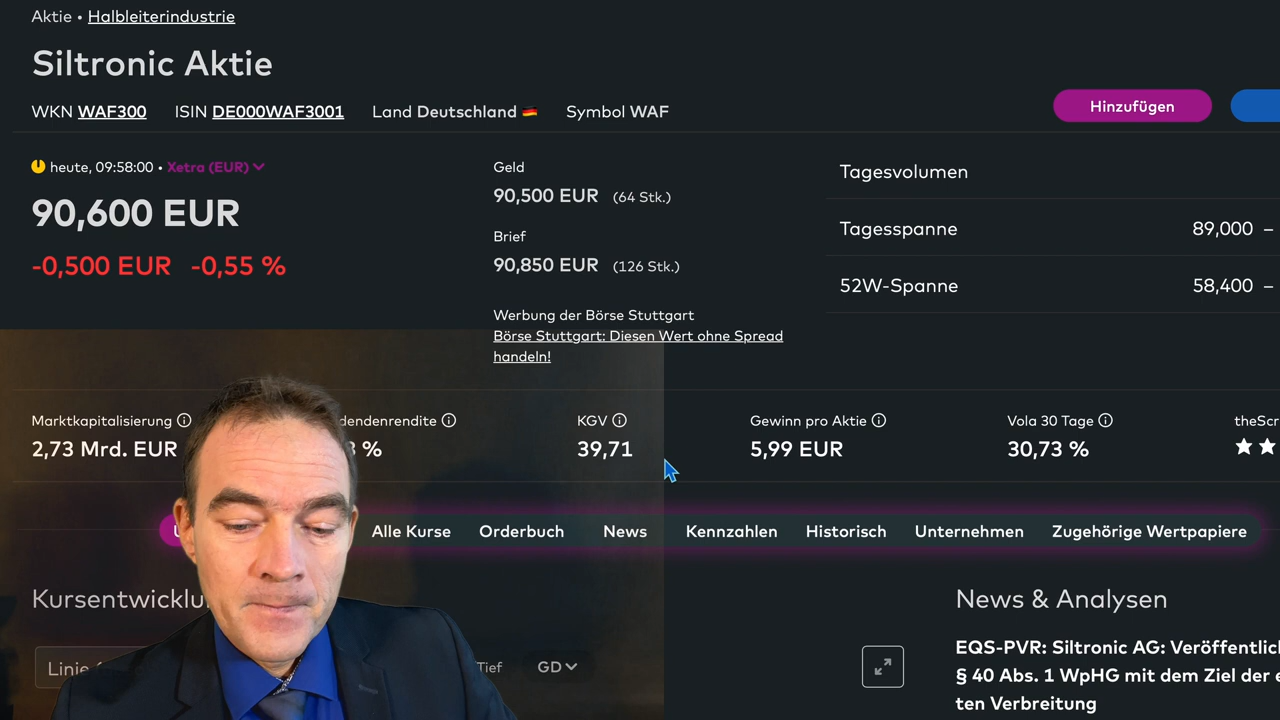 Aktie • Halbleiterindustrie
Siltronic Aktie
WKN WAF300 ISIN DE000WAF3001 Land Deutschland Symbol WAF
Hinzufügen
heute, 09:58:00 • Xetra (EUR)
90,600 EUR
-0,500 EUR -0,55 %
Geld
90,500 EUR (64 Stk.)
Brief
90,850 EUR (126 Stk.)
Werbung der Börse Stuttgart
Börse Stuttgart: Diesen Wert ohne Spread
handeln!
Tagesvolumen
Tagesspanne 89,000 –
52W-Spanne 58,400 –
Marktkapitalisierung
2,73 Mrd. EUR
%
KGV
39,71
Gewinn pro Aktie
5,99 EUR
Vola 30 Tage
30,73 %
Alle Kurse Orderbuch News Kennzahlen Historisch Unternehmen Zugehörige Wertpapiere
Linie
Tief GD
News & Analysen
EQS-PVR: Siltronic AG:
§ 40 Abs. 1 WpHG mit dem Ziel der
ten Verbreitung